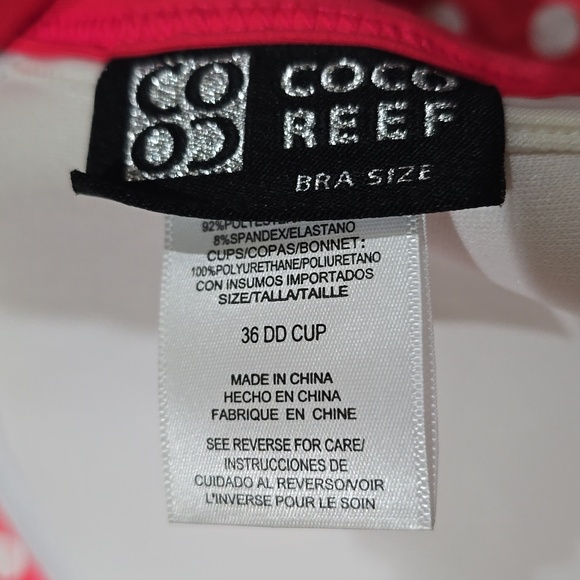 COCO
REEF
BRA SIZE
8%SPANDEX/ELASTANO
CUPS/COPAS/BONNET:
100%POLYURETHANE/POLIURETANO
CON INSUMOS IMPORTADOS
SIZE/TALLA/TAILLE
36 DD CUP
MADE IN CHINA
HECHO EN CHINA
FABRIQUE EN CHINE
SEE REVERSE FOR CARE/
INSTRUCCIONES DE
CUIDADO AL REVERSO/VOIR
L'INVERSE POUR LE SOIN